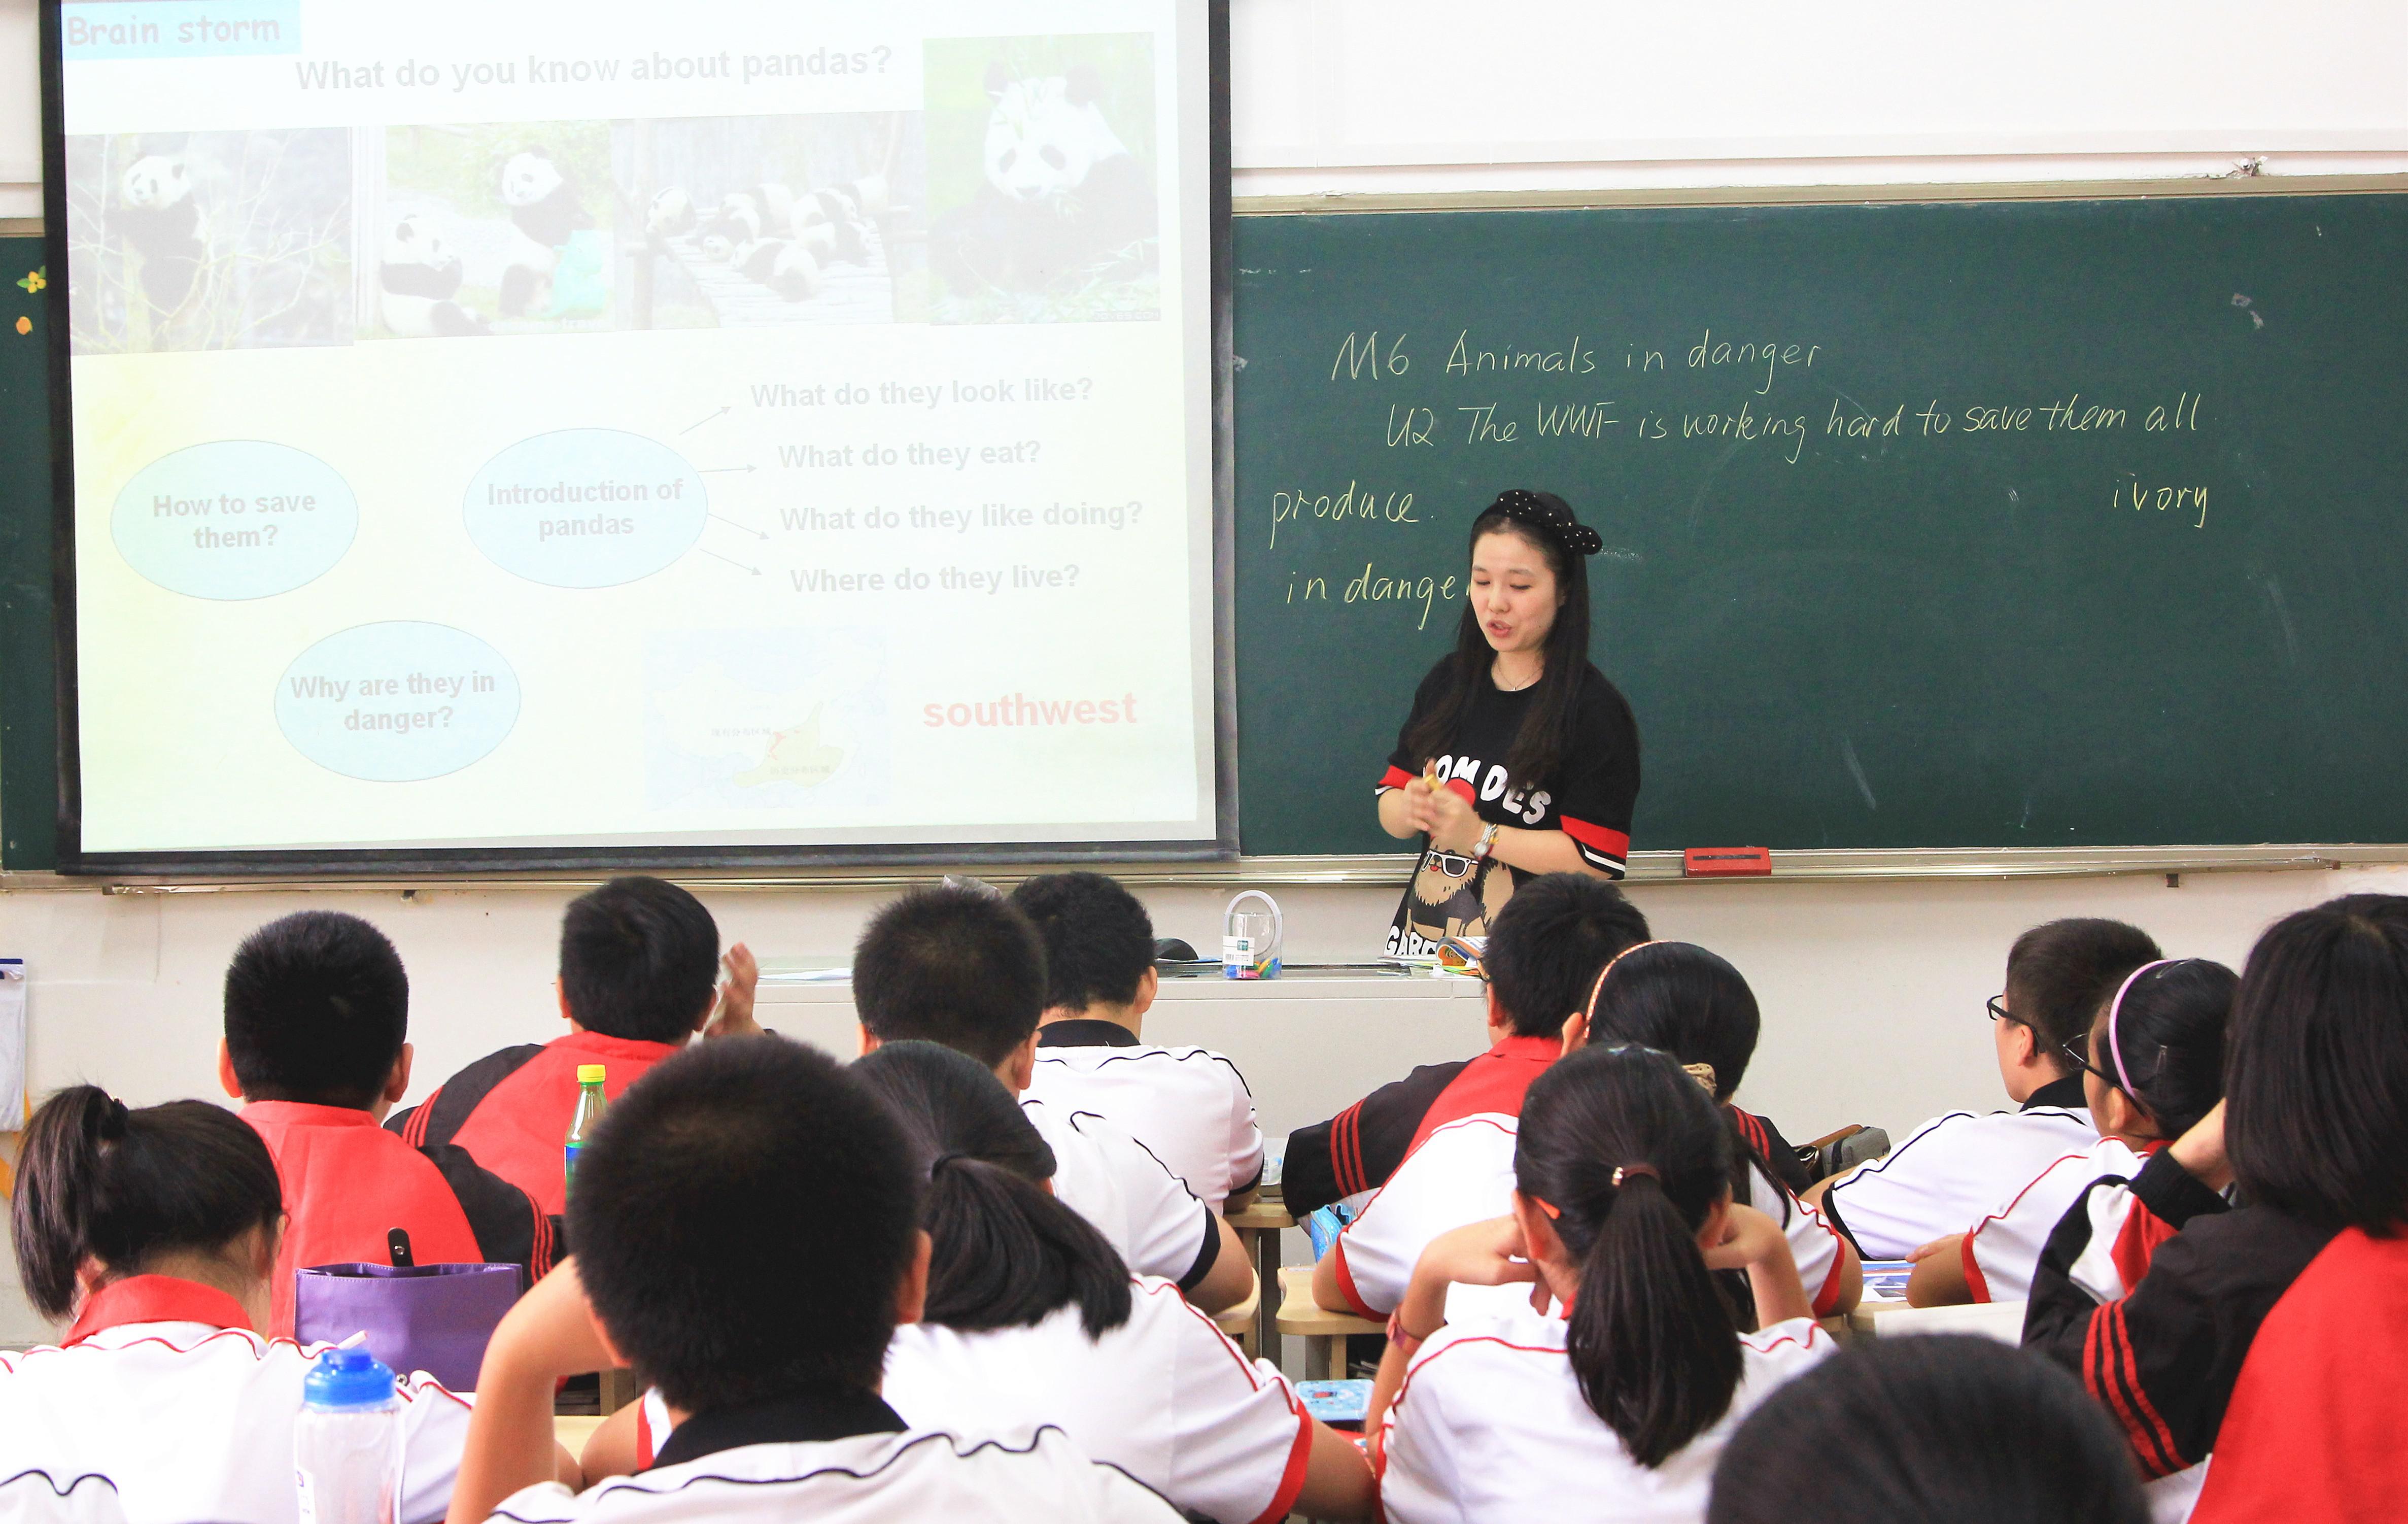 Brain storm
What do you know about pandas?
What do they look like?
What do they eat?
What do they like doing?
Where do they live?
How to save
them?
Introduction of
pandas
Why are they in
danger?
southwest
M6 Animals in danger
U2 The WWF is working hard to save them all
produce
ivory
in danger